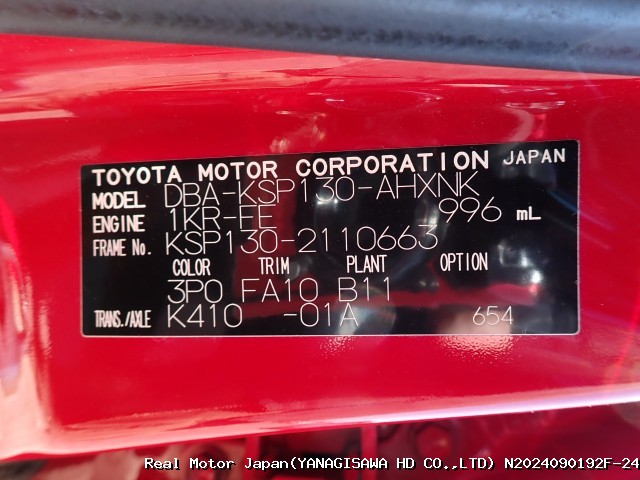 TOYOTA MOTOR CORPORATION JAPAN
MODEL DBA-KSP130-AHXNK
ENGINE 1KR-FE 996 mL
FRAME No. KSP130-2110663
COLOR TRIM PLANT OPTION
3P0 FA10 B11
TRANS./AXLE K410 -01A 654
Real Motor Japan(YANAGISAWA HD CO.,LTD) N2024090192F-24